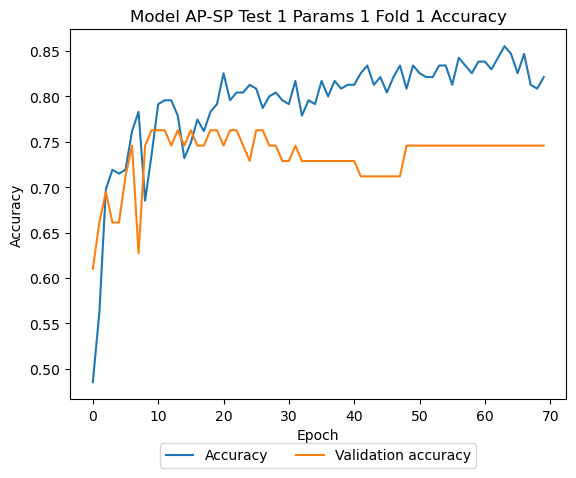 Model AP-SP Test 1 Params 1 Fold 1 Accuracy
0.85
0.80
0.75
0.70
0.65
0.60
0.55
0.50
Accuracy
0 10 20 30 40 50 60 70
Epoch
Accuracy Validation accuracy